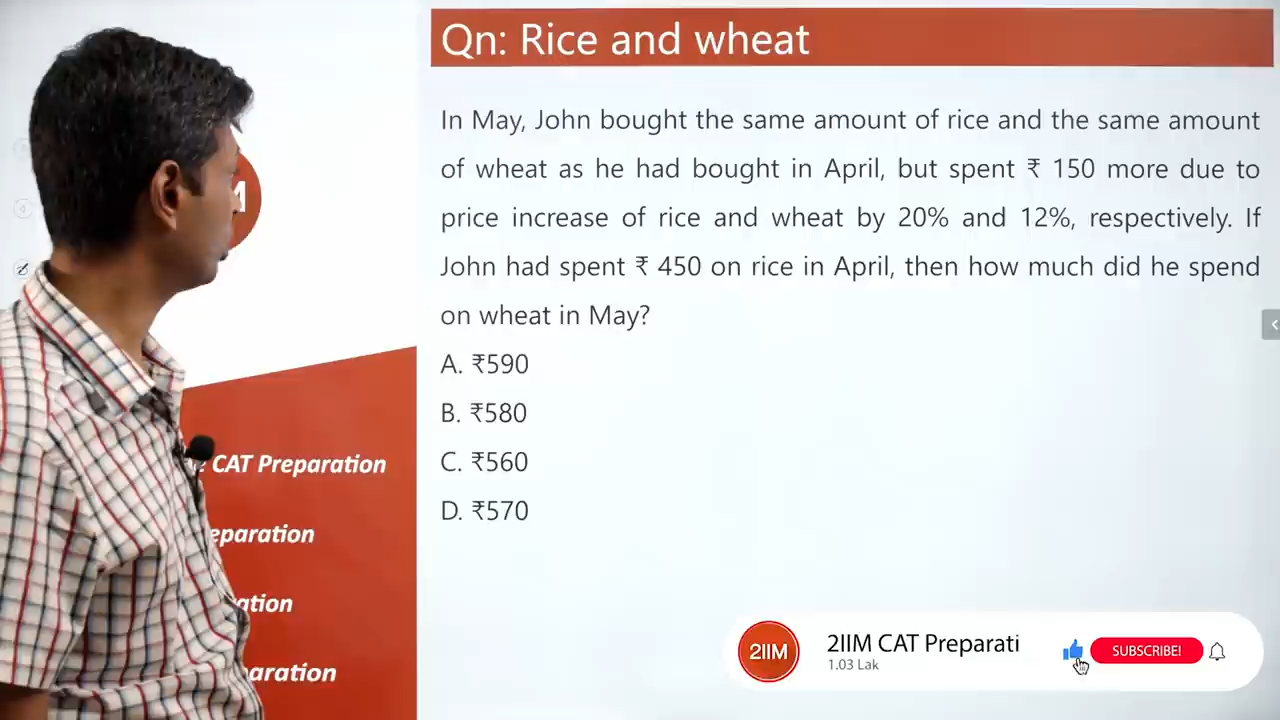 Qn: Rice and wheat
In May, John bought the same amount of rice and the same amount
of wheat as he had bought in April, but spent ₹ 150 more due to
price increase of rice and wheat by 20% and 12%, respectively. If
John had spent ₹ 450 on rice in April, then how much did he spend
on wheat in May?
A. ₹590
B. ₹580
C. ₹560
D. ₹570
CAT Preparation
eparation
ation
aration
2IIM
2IIM CAT Preparati
1.03 Lak
SUBSCRIBE!